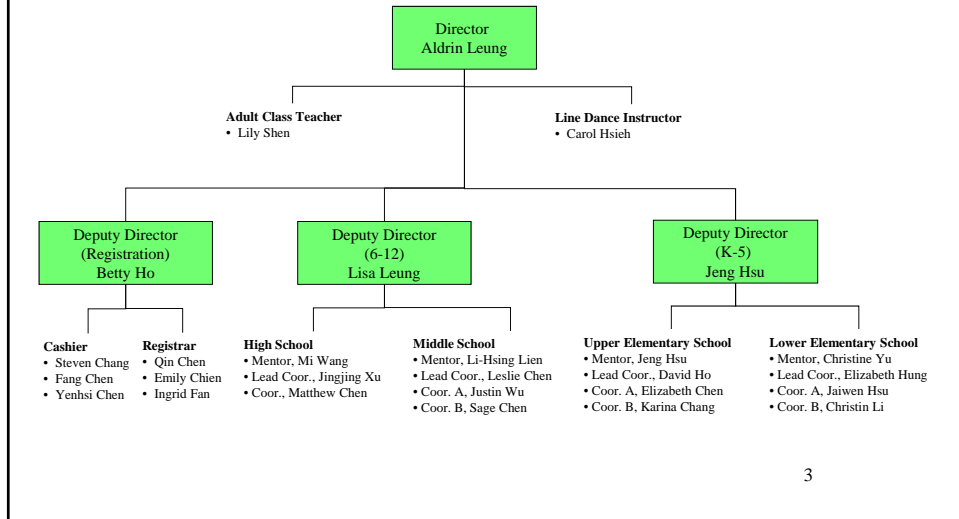 Director
Aldrin Leung
Adult Class Teacher
• Lily Shen
Line Dance Instructor
• Carol Hsieh
Deputy Director
(Registration)
Betty Ho
Deputy Director
(6-12)
Lisa Leung
Deputy Director
(K-5)
Jeng Hsu
Cashier
• Steven Chang
• Fang Chen
• Yenhsi Chen
Registrar
• Qin Chen
• Emily Chien
• Ingrid Fan
High School
• Mentor, Mi Wang
• Lead Coor., Jingjing Xu
• Coor., Matthew Chen
Middle School
• Mentor, Li-Hsing Lien
• Lead Coor., Leslie Chen
• Coor. A, Justin Wu
• Coor. B, Sage Chen
Upper Elementary School
• Mentor, Jeng Hsu
• Lead Coor., David Ho
• Coor. A, Elizabeth Chen
• Coor. B, Karina Chang
Lower Elementary School
• Mentor, Christine Yu
• Lead Coor., Elizabeth Hung
• Coor. A, Jaiwen Hsu
• Coor. B, Christin Li
3